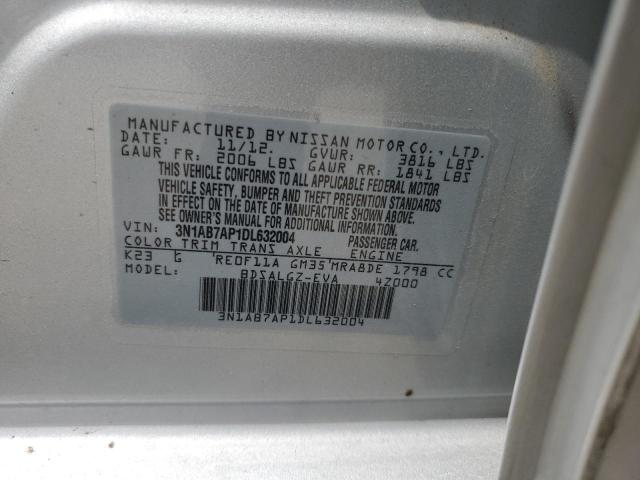 MANUFACTURED BY NISSAN MOTOR CO., LTD.
DATE: 11/12. GVWR: 3816 LBS
GAWR FR: 2006 LBS GAWR RR: 1841 LBS
THIS VEHICLE CONFORMS TO ALL APPLICABLE FEDERAL MOTOR
VEHICLE SAFETY, BUMPER AND THEFT PREVENTION STANDARDS
IN EFFECT ON THE DATE OF MANUFACTURE SHOWN ABOVE.
SEE OWNER'S MANUAL FOR ADDITIONAL INFORMATION.
VIN: 3N1AB7AP1DL632004 PASSENGER CAR.
COLOR TRIM TRANS AXLE ENGINE
K23 G RE0F11A GM35 MRA8DE 1798 CC
MODEL: BDSALGZ-EVA 4Z000
3N1AB7AP1DL632004